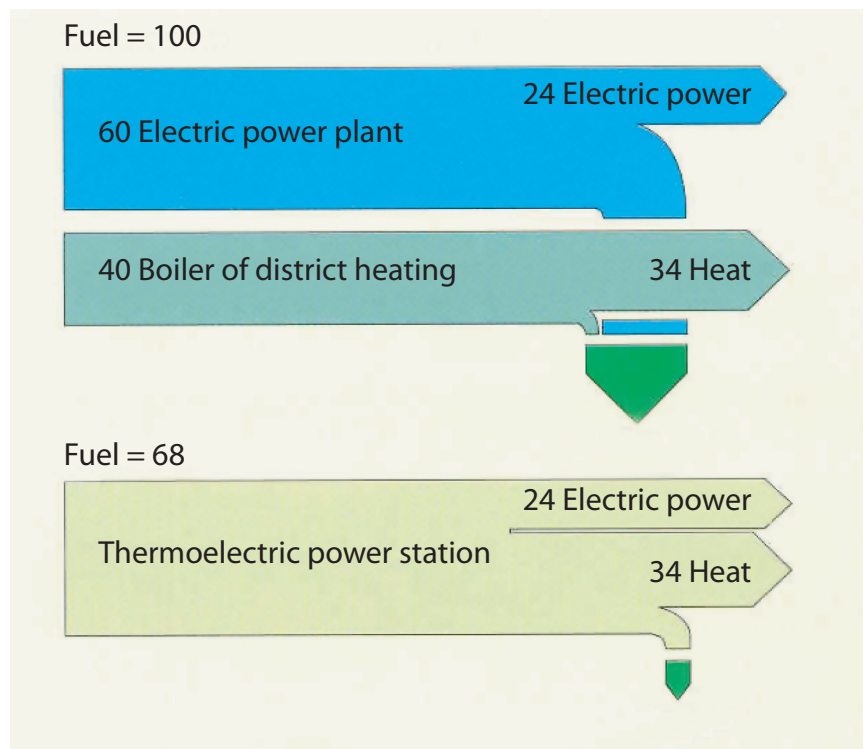 Fuel = 100
24 Electric power
60 Electric power plant
40 Boiler of district heating
34 Heat
Fuel = 68
24 Electric power
Thermoelectric power station
34 Heat